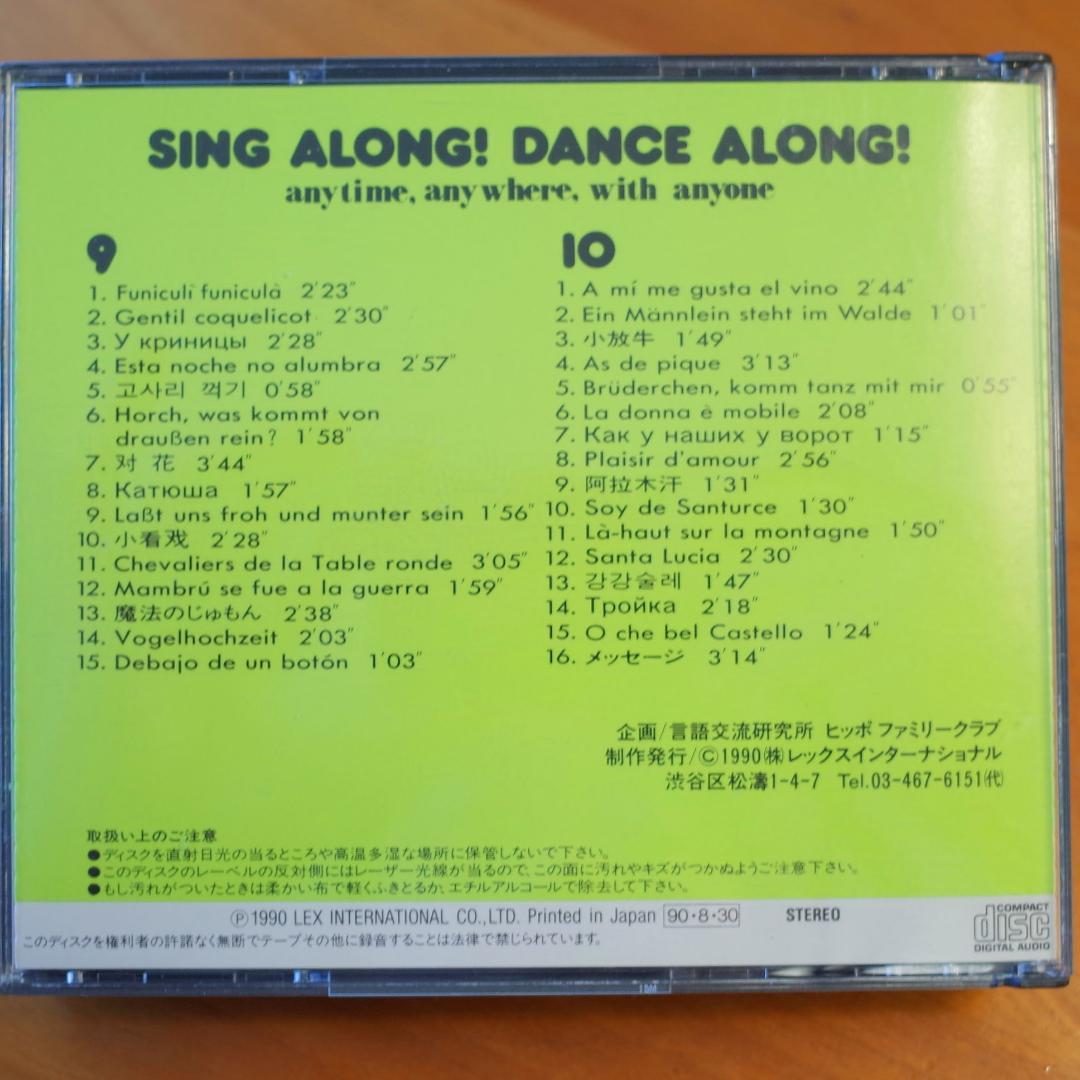 SING ALONG! DANCE ALONG!
anytime, anywhere, with anyone
9
1. Funiculì funiculà 2'23"
2. Gentil coquelicot 2'30"
3. У криницы 2'28"
4. Esta noche no alumbra 2'57"
5. 고사리 꺽기 0'58"
6. Horch, was kommt von
draußen rein? 1'58"
7. 对 花 3'44"
8. Катюша 1'57"
9. Laßt uns froh und munter sein 1'56"
10. 小看戏 2'28"
11. Chevaliers de la Table ronde 3'05"
12. Mambrú se fue a la guerra 1'59"
13. 魔法のじゅもん 2'38"
14. Vogelhochzeit 2'03"
15. Debajo de un botón 1'03"
10
1. A mí me gusta el vino 2'44"
2. Ein Männlein steht im Walde 1'01"
3. 小放牛 1'49"
4. As de pique 3'13"
5. Brüderchen, komm tanz mit mir 0'55"
6. La donna è mobile 2'08"
7. Как у наших у ворот 1'15"
8. Plaisir d'amour 2'56"
9. 阿拉木汗 1'31"
10. Soy de Santurce 1'30"
11. Là-haut sur la montagne 1'50"
12. Santa Lucia 2'30"
13. 강강술레 1'47"
14. Тройка 2'18"
15. O che bel Castello 1'24"
16. メッセージ 3'14"
企画/言語交流研究所 ヒッポ ファミリークラブ
制作発行/©1990㈱レックスインターナショナル
渋谷区松濤1-4-7 Tel.03-467-6151㈹
取扱い上のご注意
●ディスクを直射日光の当るところや高温多湿な場所に保管しないで下さい。
●このディスクのレーベルの反対側にはレーザー光線が当るので、この面に汚れやキズがつかぬようご注意下さい。
●もし汚れがついたときは柔かい布で軽くふきとるか、エチルアルコールで除去して下さい。
Ⓟ1990 LEX INTERNATIONAL CO.,LTD. Printed in Japan 90・8・30 STEREO
このディスクを権利者の許諾なく無断でテープその他に録音することは法律で禁じられています。
COMPACT
disc
DIGITAL AUDIO